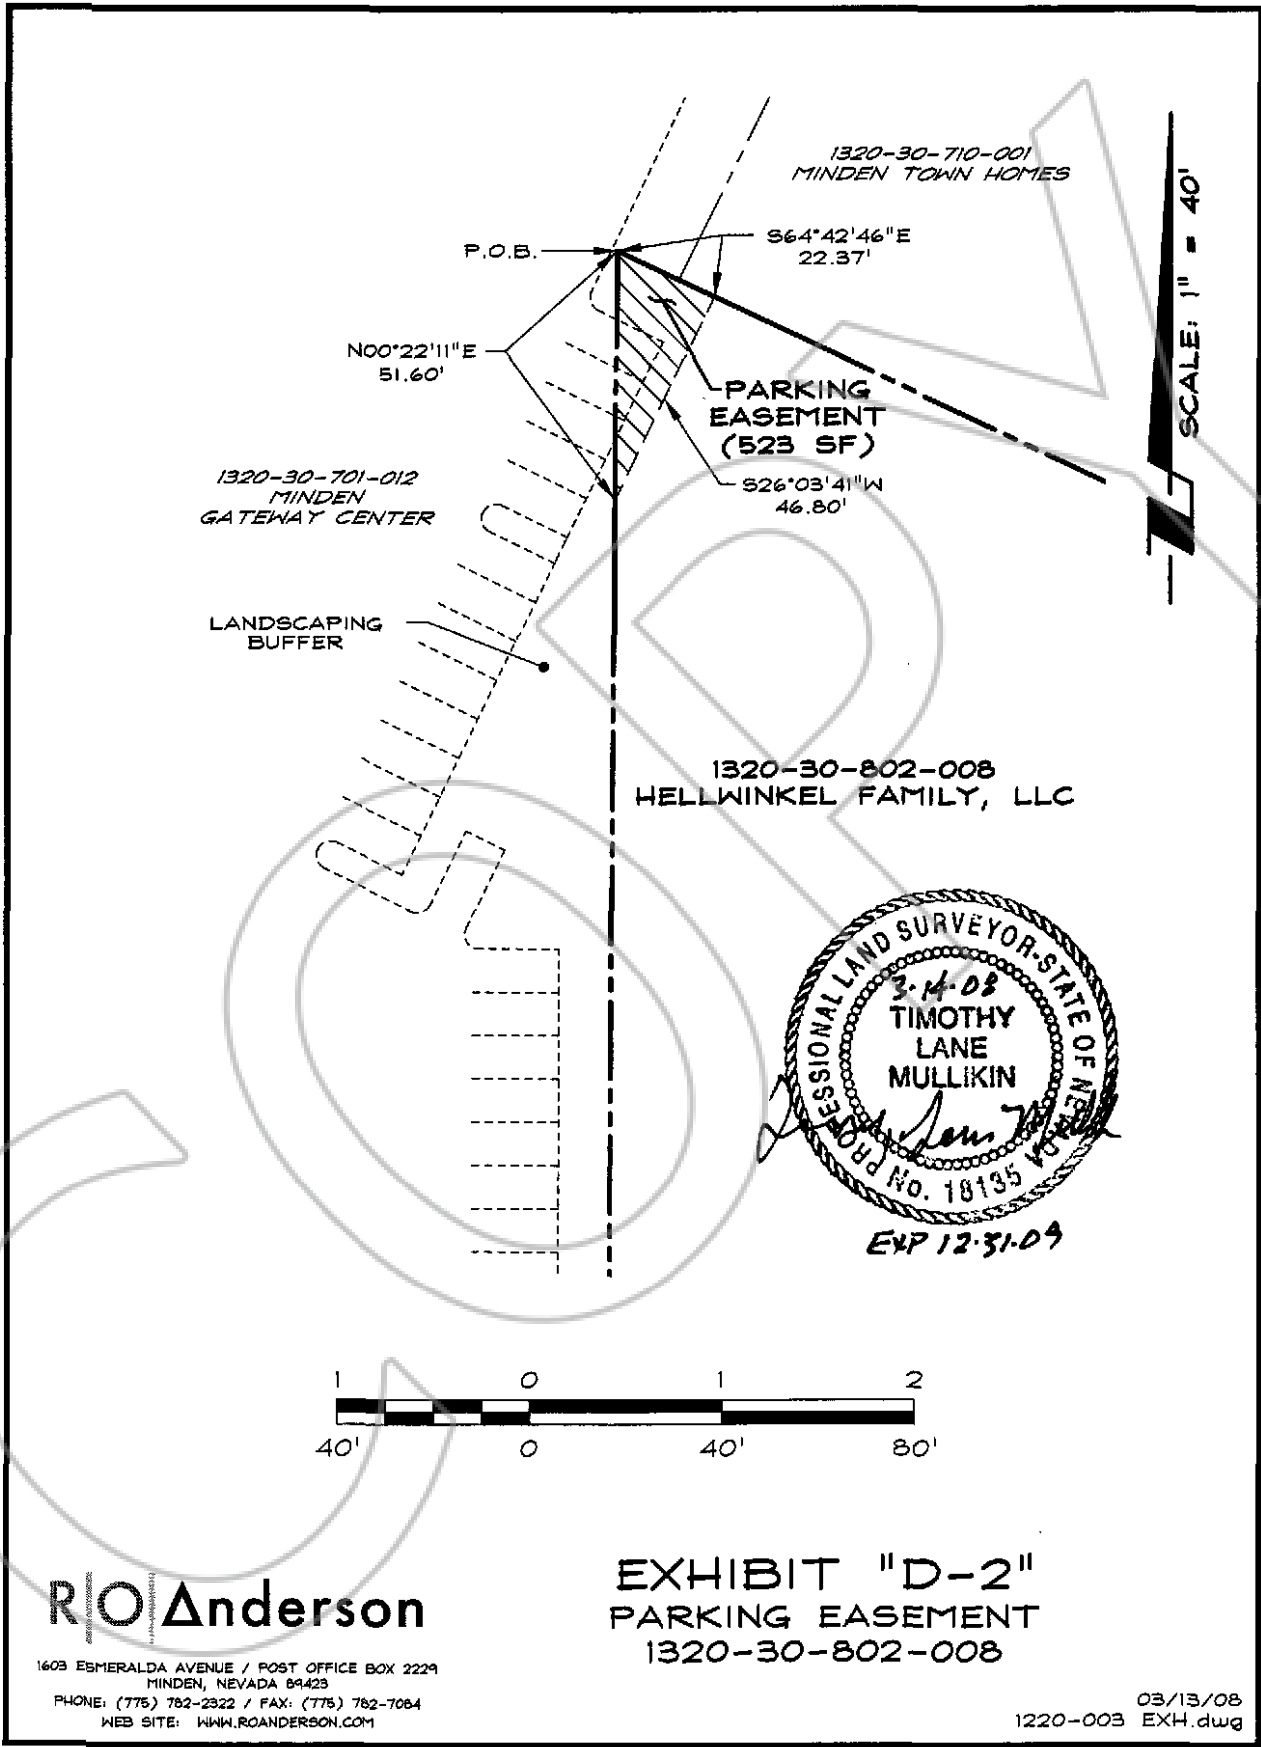 1320-30-710-001
MINDEN TOWN HOMES
P.O.B.
S64°42'46"E
22.37'
N00°22'11"E
51.60'
PARKING
EASEMENT
(523 SF)
S26°03'41"W
46.80'
1320-30-701-012
MINDEN
GATEWAY CENTER
LANDSCAPING
BUFFER
SCALE: 1" = 40'
1320-30-802-008
HELLWINKEL FAMILY, LLC
PROFESSIONAL LAND SURVEYOR-STATE OF NEVADA
3-14-08
TIMOTHY
LANE
MULLIKIN
No. 18135
EXP 12-31-09
1 0 1 2
40' 0 40' 80'
COPY
EXHIBIT "D-2"
PARKING EASEMENT
1320-30-802-008
RO Anderson
1603 ESMERALDA AVENUE / POST OFFICE BOX 2229
MINDEN, NEVADA 89423
PHONE: (775) 782-2322 / FAX: (775) 782-7084
WEB SITE: WWW.ROANDERSON.COM
03/13/08
1220-003 EXH.dwg